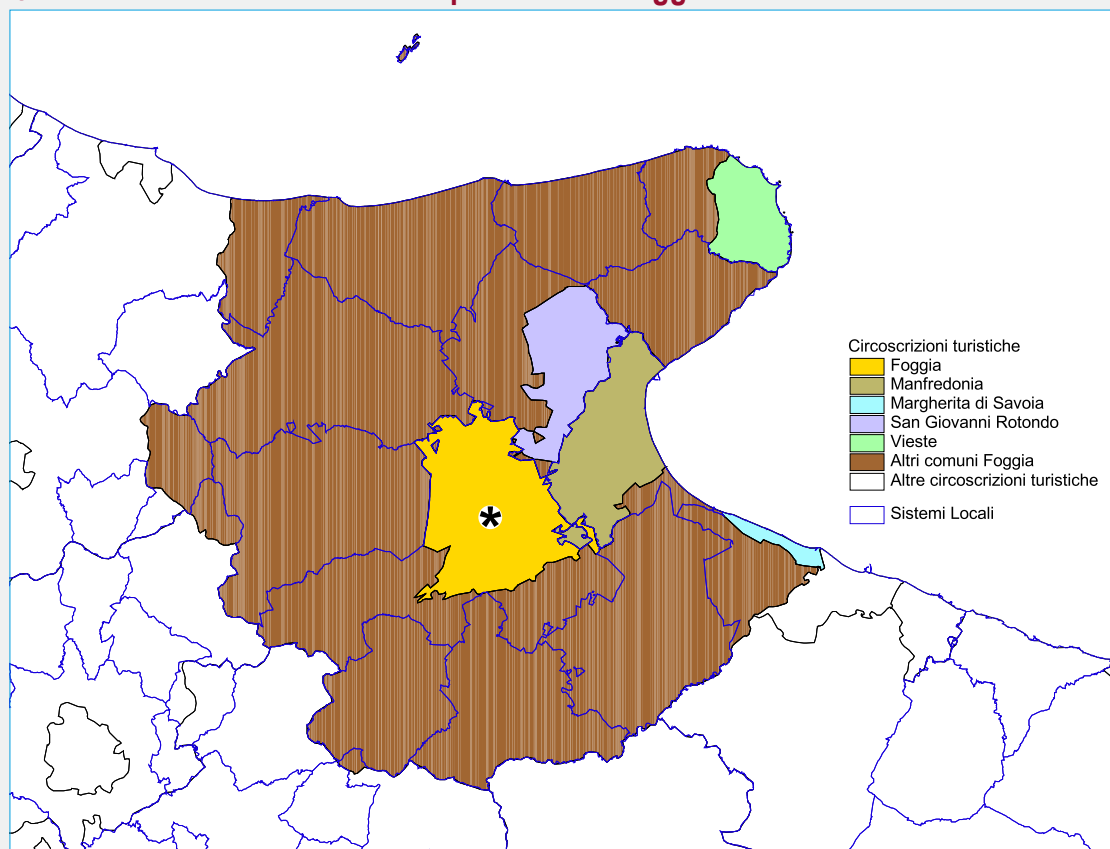 Circoscrizioni turistiche
Foggia
Manfredonia
Margherita di Savoia
San Giovanni Rotondo
Vieste
Altri comuni Foggia
Altre circoscrizioni turistiche
Sistemi Locali
*